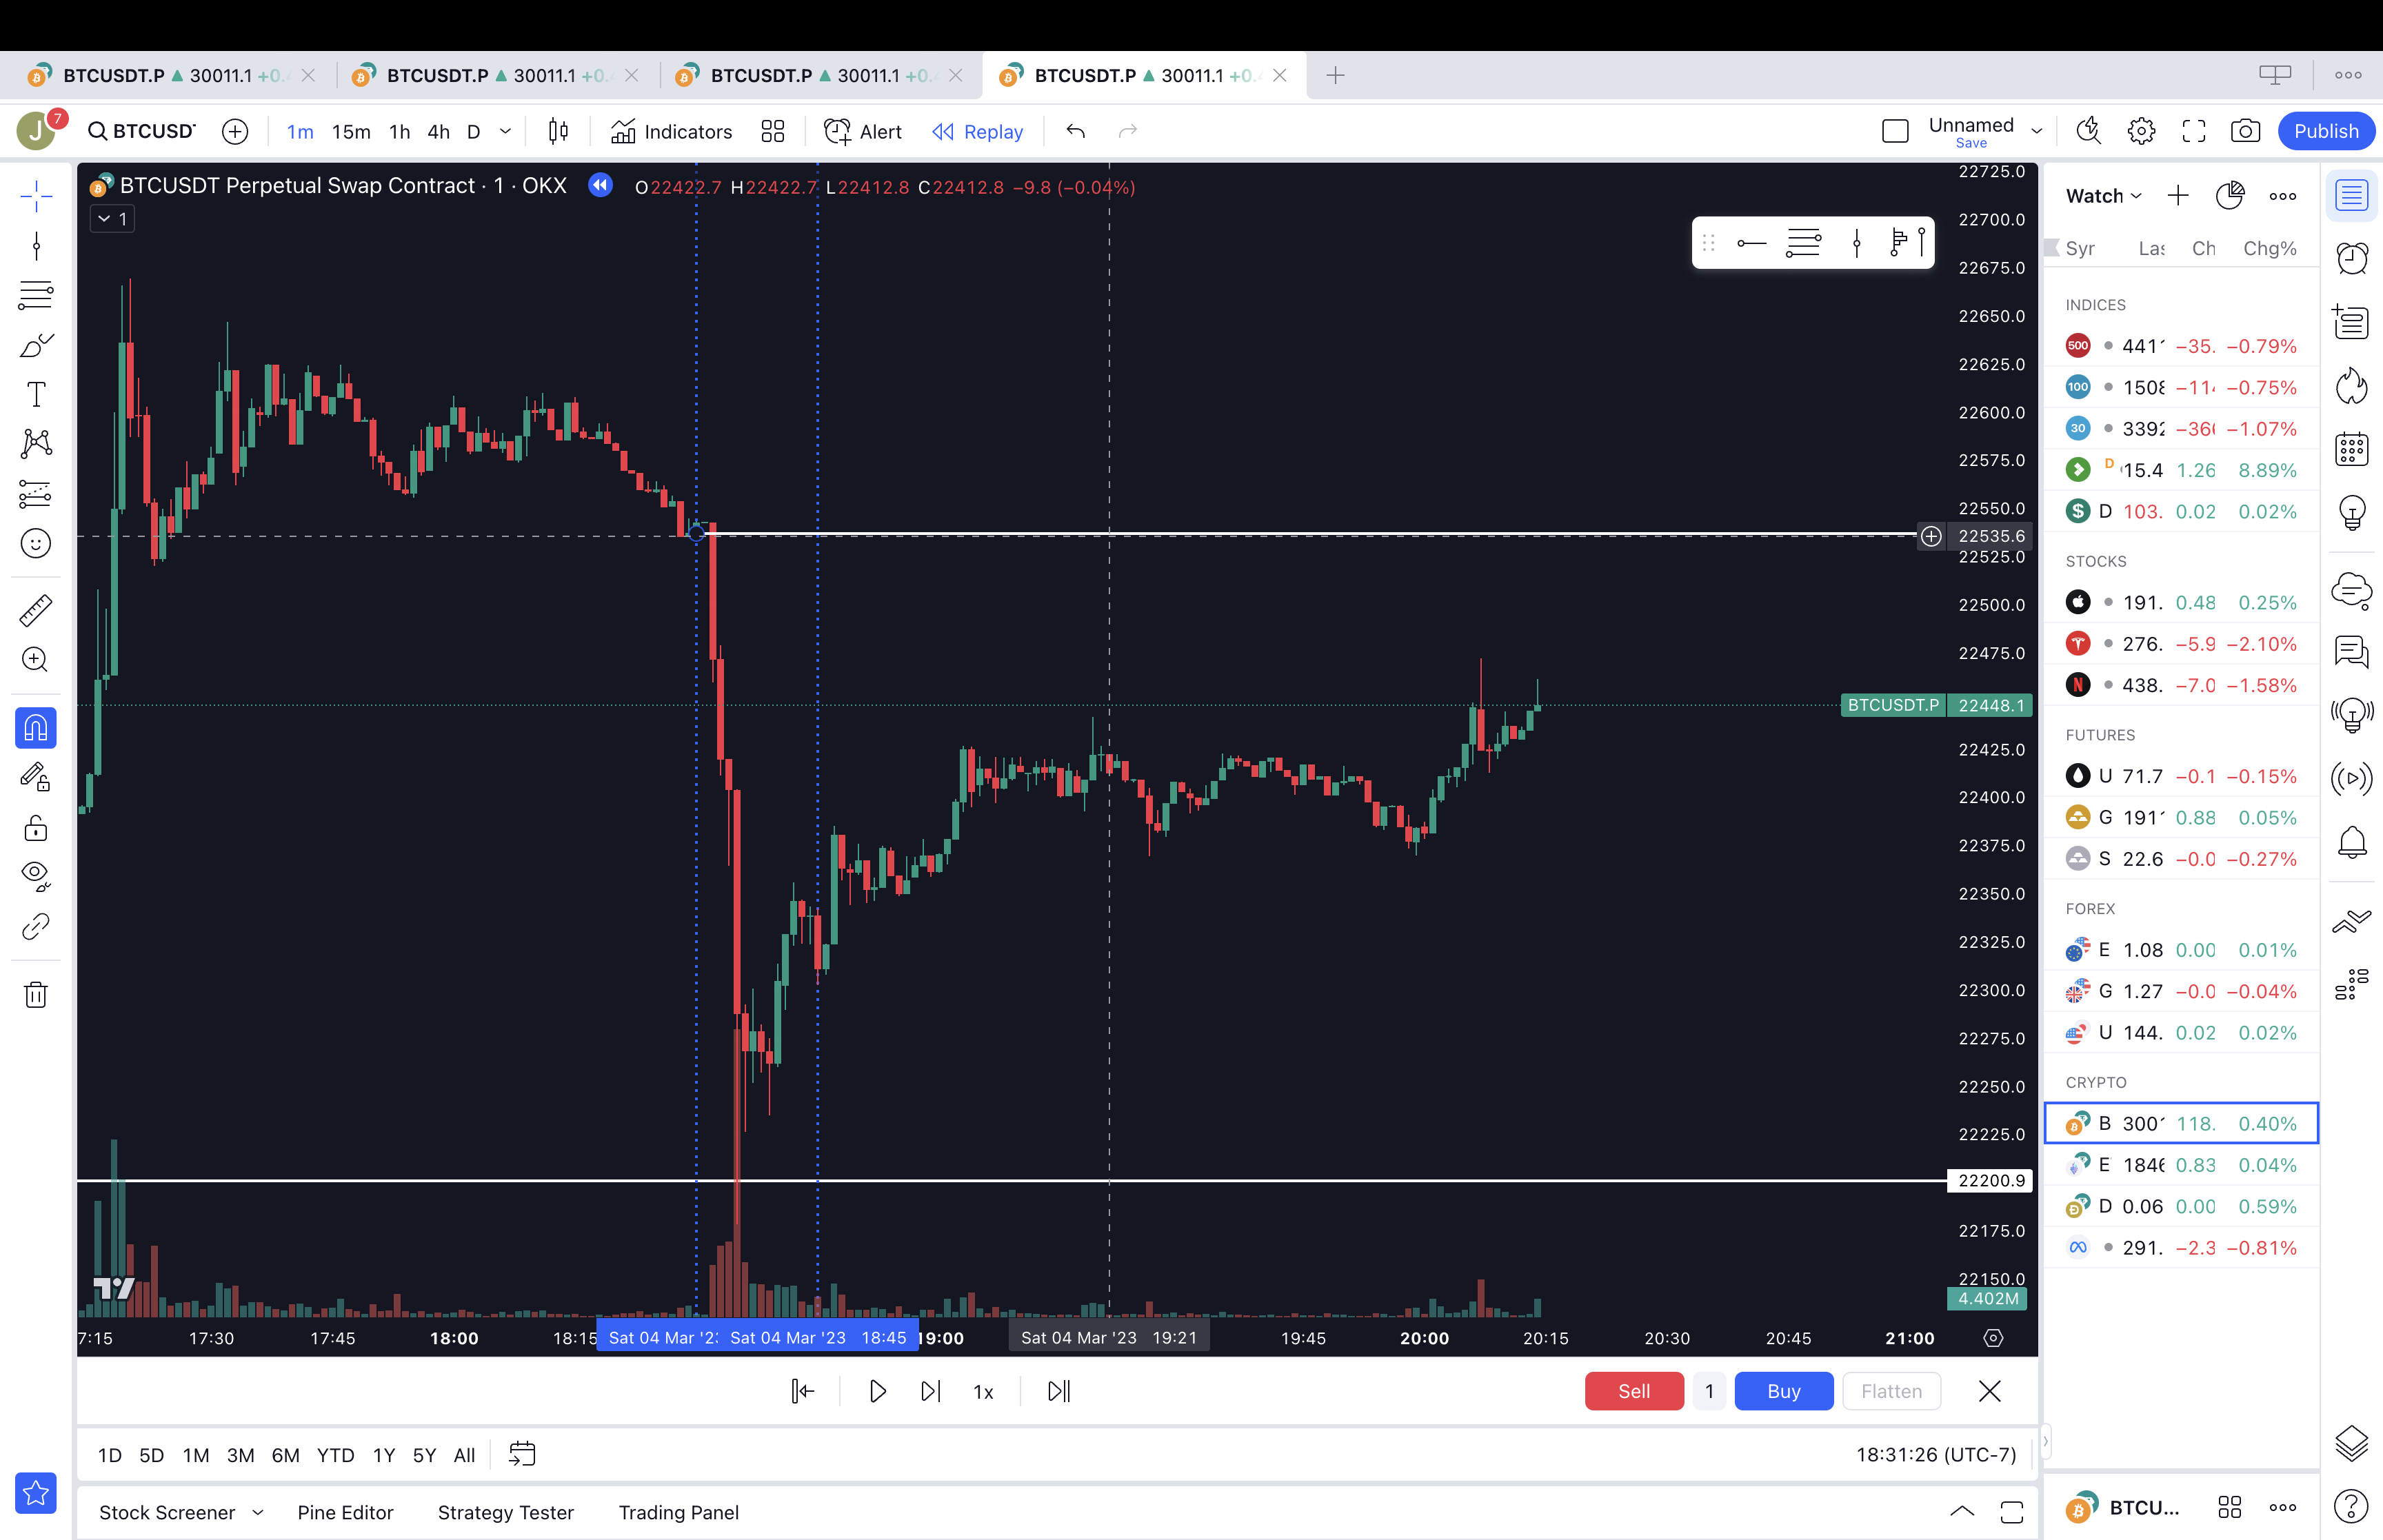 BTCUSDT.P 30011.1 +0. BTCUSDT.P 30011.1 +0. BTCUSDT.P 30011.1 +0. BTCUSDT.P 30011.1 +0.
J 7 BTCUSD 1m 15m 1h 4h D Indicators Alert Replay Unnamed Publish
Save
BTCUSDT Perpetual Swap Contract · 1 · OKX O22422.7 H22422.7 L22412.8 C22412.8 −9.8 (−0.04%)
1
22725.0
22700.0
22675.0
22650.0
22625.0
22600.0
22575.0
22550.0
22535.6
22525.0
22500.0
22475.0
BTCUSDT.P 22448.1
22425.0
22400.0
22375.0
22350.0
22325.0
22300.0
22275.0
22250.0
22225.0
22200.9
22175.0
22150.0
4.402M
7:15 17:30 17:45 18:00 18:15 Sat 04 Mar '23 Sat 04 Mar '23 18:45 19:00 Sat 04 Mar '23 19:21 19:45 20:00 20:15 20:30 20:45 21:00
1x Sell 1 Buy Flatten
1D 5D 1M 3M 6M YTD 1Y 5Y All 18:31:26 (UTC-7)
Stock Screener Pine Editor Strategy Tester Trading Panel
Watch
Syr Las Ch Chg%
INDICES
500 441 −35. −0.79%
100 1508 −114 −0.75%
30 3392 −366 −1.07%
D 15.4 1.26 8.89%
$ D 103. 0.02 0.02%
STOCKS
191. 0.48 0.25%
276. −5.9 −2.10%
N 438. −7.0 −1.58%
FUTURES
U 71.7 −0.1 −0.15%
G 191 0.88 0.05%
S 22.6 −0.0 −0.27%
FOREX
E 1.08 0.00 0.01%
G 1.27 −0.0 −0.04%
U 144. 0.02 0.02%
CRYPTO
B 300 118. 0.40%
E 1846 0.83 0.04%
D 0.06 0.00 0.59%
291. −2.3 −0.81%
BTCU...